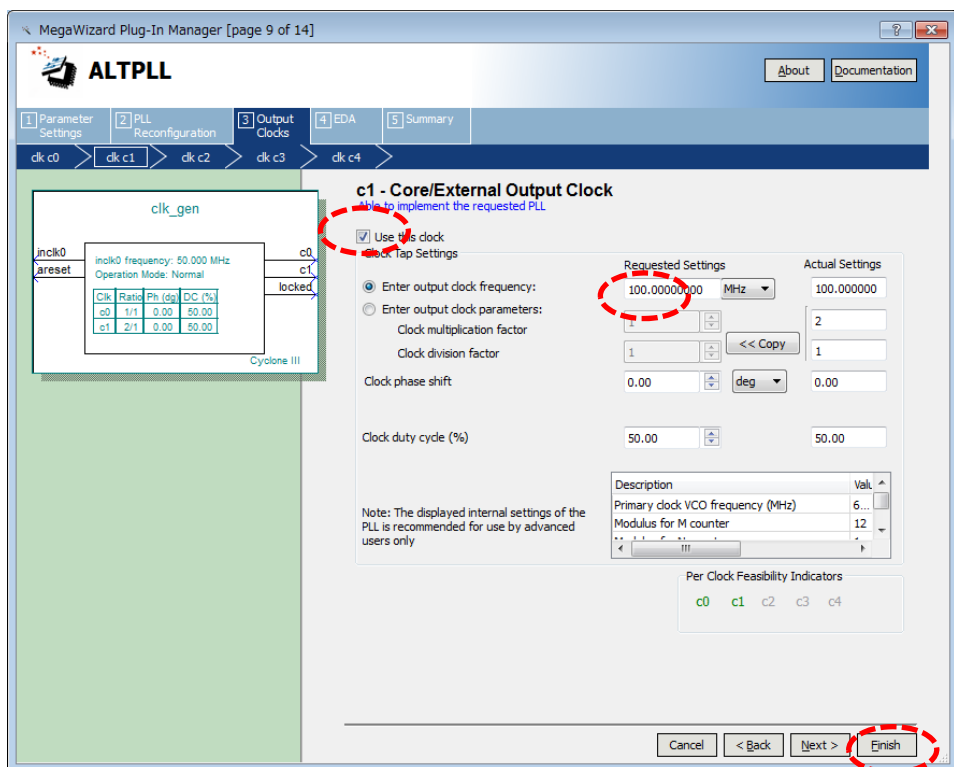 MegaWizard Plug-In Manager [page 9 of 14]
ALTPLL
About
Documentation
1 Parameter Settings
2 PLL Reconfiguration
3 Output Clocks
4 EDA
5 Summary
clk c0
clk c1
clk c2
clk c3
clk c4
clk_gen
inclk0
areset
c0
c1
locked
inclk0 frequency: 50.000 MHz
Operation Mode: Normal
Clk Ratio Ph (dg) DC (%)
c0 1/1 0.00 50.00
c1 2/1 0.00 50.00
Cyclone III
c1 - Core/External Output Clock
Able to implement the requested PLL
Use this clock
Clock Tap Settings
Requested Settings
Actual Settings
Enter output clock frequency:
100.00000000
MHz
100.000000
Enter output clock parameters:
Clock multiplication factor
1
2
<< Copy
Clock division factor
1
1
Clock phase shift
0.00
deg
0.00
Clock duty cycle (%)
50.00
50.00
Note: The displayed internal settings of the
PLL is recommended for use by advanced
users only
Description
Primary clock VCO frequency (MHz)
6...
Modulus for M counter
12
Per Clock Feasibility Indicators
c0 c1 c2 c3 c4
Cancel
< Back
Next >
Finish